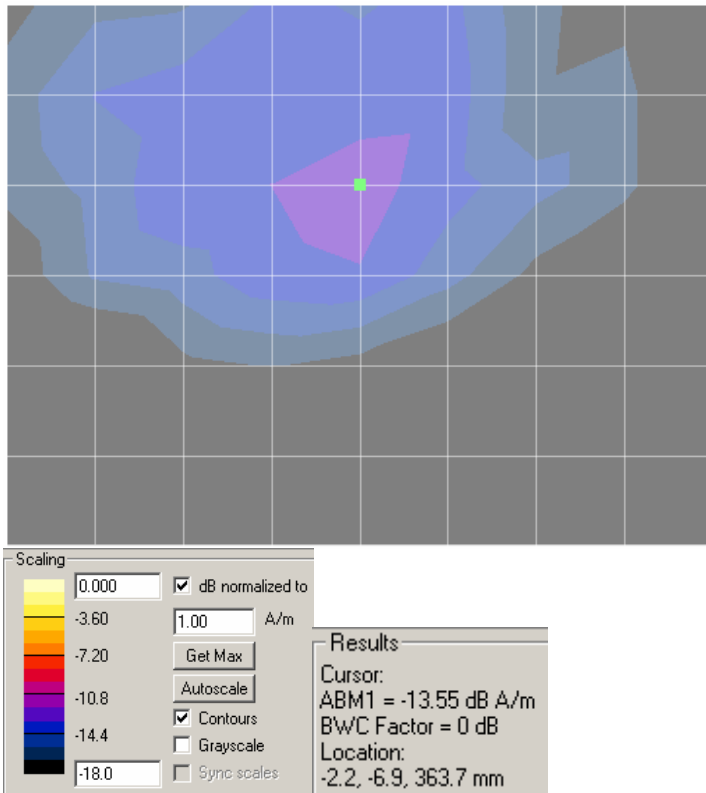 Scaling
0.000
dB normalized to
-3.60
1.00 A/m
-7.20
Get Max
Autoscale
-10.8
Contours
-14.4
Grayscale
-18.0
Sync scales
Results
Cursor:
ABM1 = -13.55 dB A/m
BWC Factor = 0 dB
Location:
-2.2, -6.9, 363.7 mm